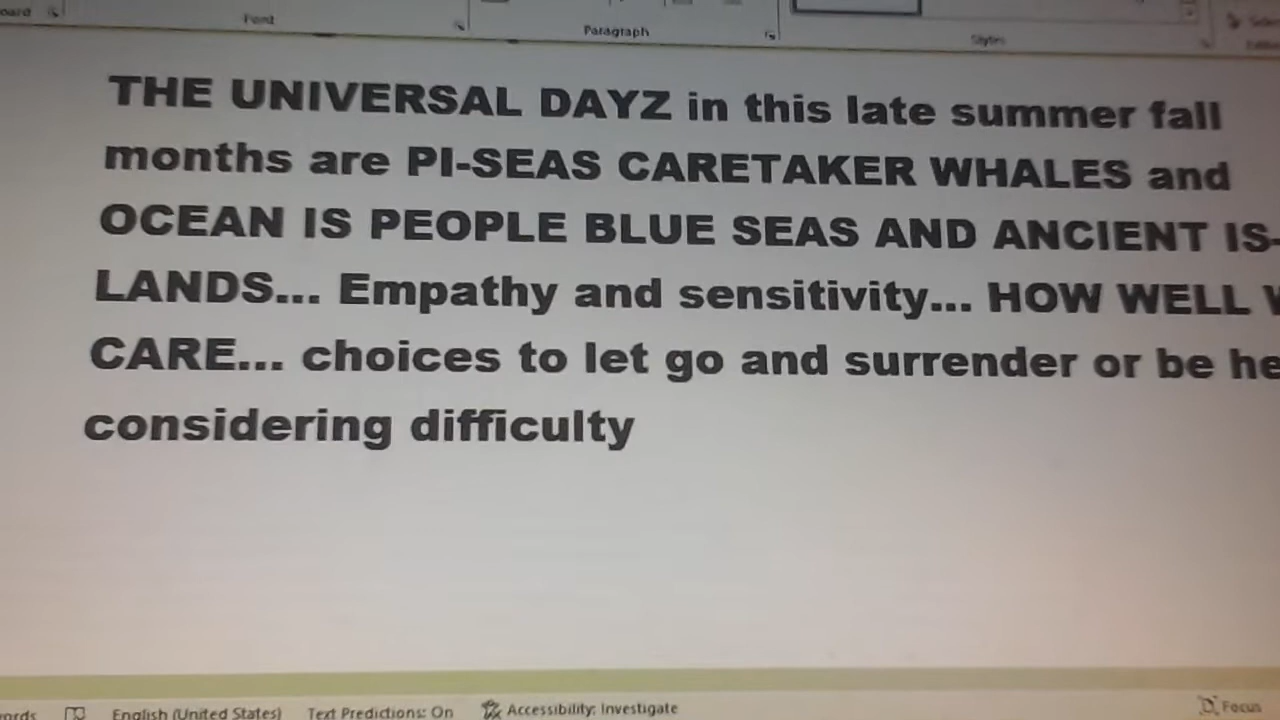 Font
Paragraph
Styles
THE UNIVERSAL DAYZ in this late summer fall
months are PI-SEAS CARETAKER WHALES and
OCEAN IS PEOPLE BLUE SEAS AND ANCIENT IS-
LANDS... Empathy and sensitivity... HOW WELL
CARE... choices to let go and surrender or be
considering difficulty
English (United States) Text Predictions: On Accessibility: Investigate Focus